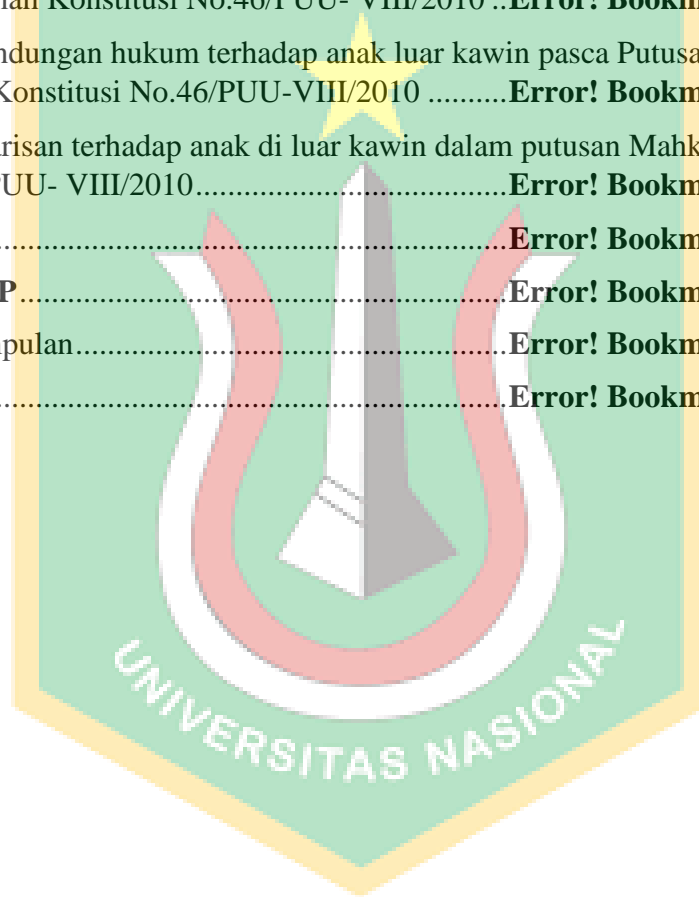 an Konstitusi No.46/PUU- VIII/2010 ..Error! Bookm
ndungan hukum terhadap anak luar kawin pasca Putusa
Konstitusi No.46/PUU-VIII/2010 ..........Error! Bookm
risan terhadap anak di luar kawin dalam putusan Mahk
PUU- VIII/2010..................................Error! Bookm
.......................................................Error! Bookm
P.....................................................Error! Bookm
pulan...............................................Error! Bookm
.......................................................Error! Bookm
UNIVERSITAS NASIONAL